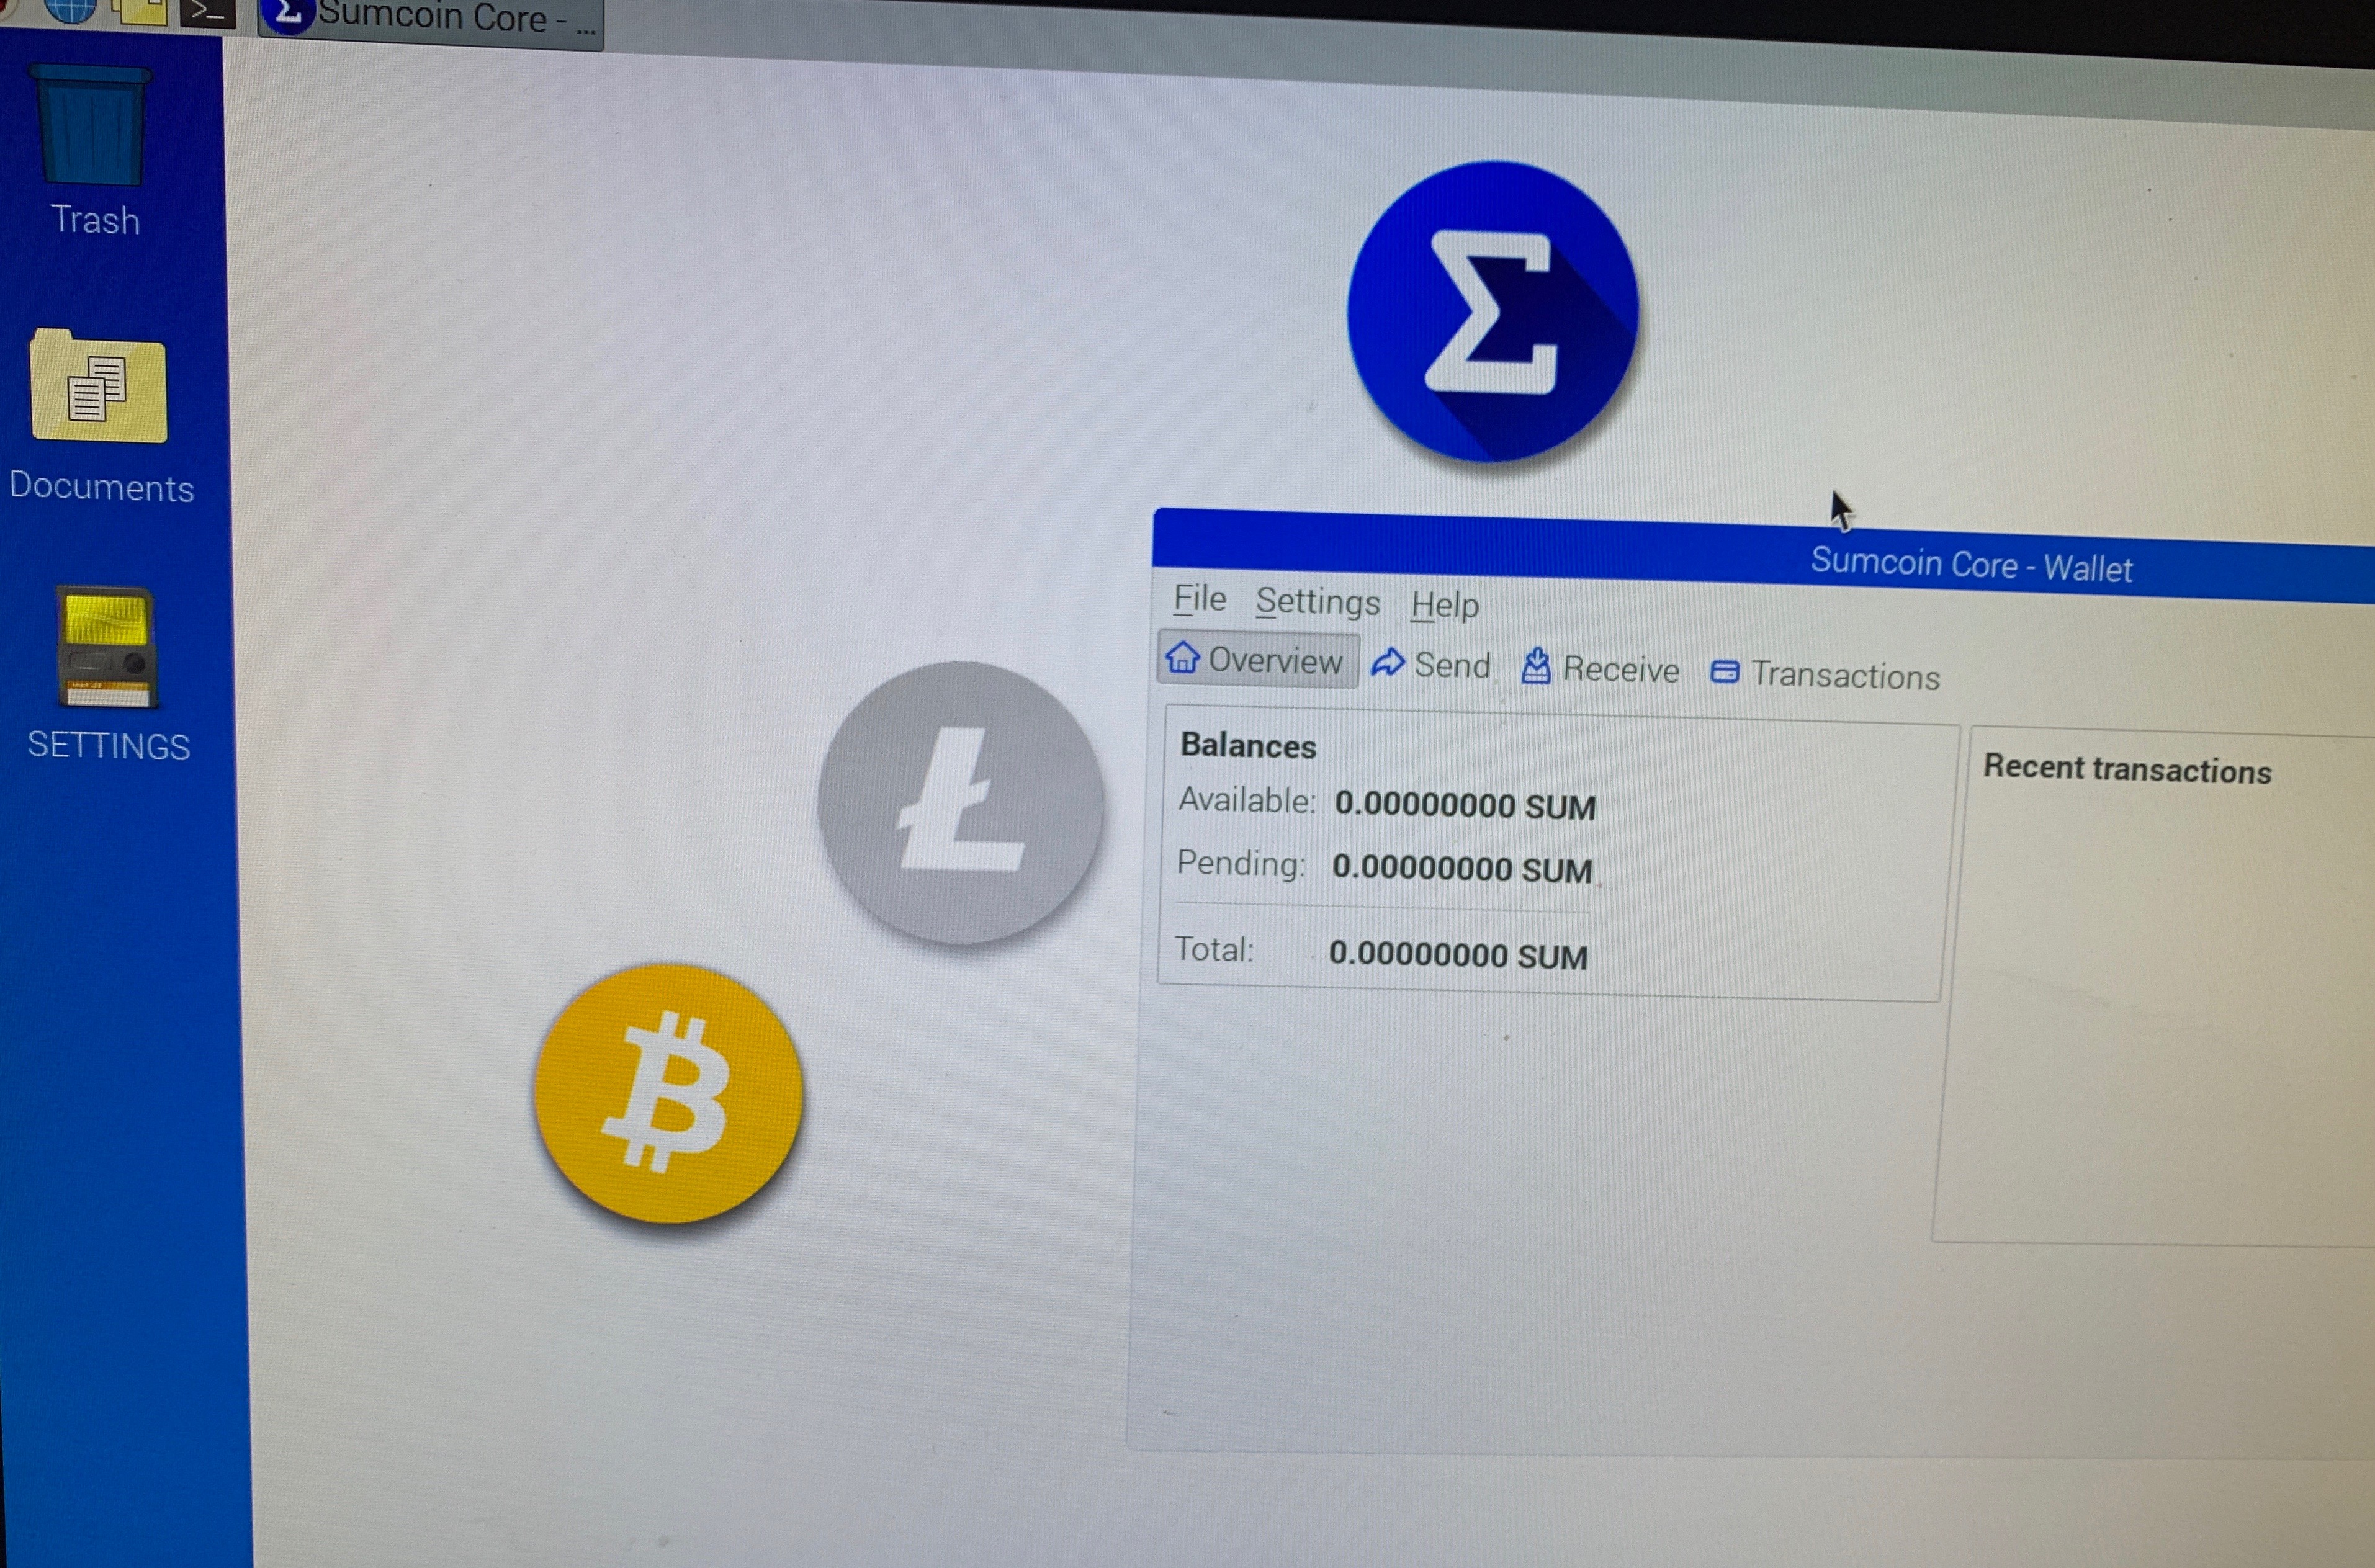 Sumcoin Core - ...
Trash
Documents
SETTINGS
Σ
Ł
₿
Sumcoin Core - Wallet
File Settings Help
Overview Send Receive Transactions
Balances
Available: 0.00000000 SUM
Pending: 0.00000000 SUM
Total: 0.00000000 SUM
Recent transactions